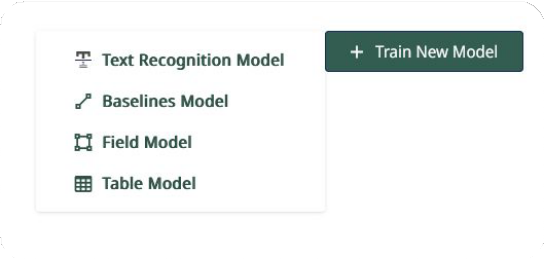 Text Recognition Model
Baselines Model
Field Model
Table Model
+ Train New Model